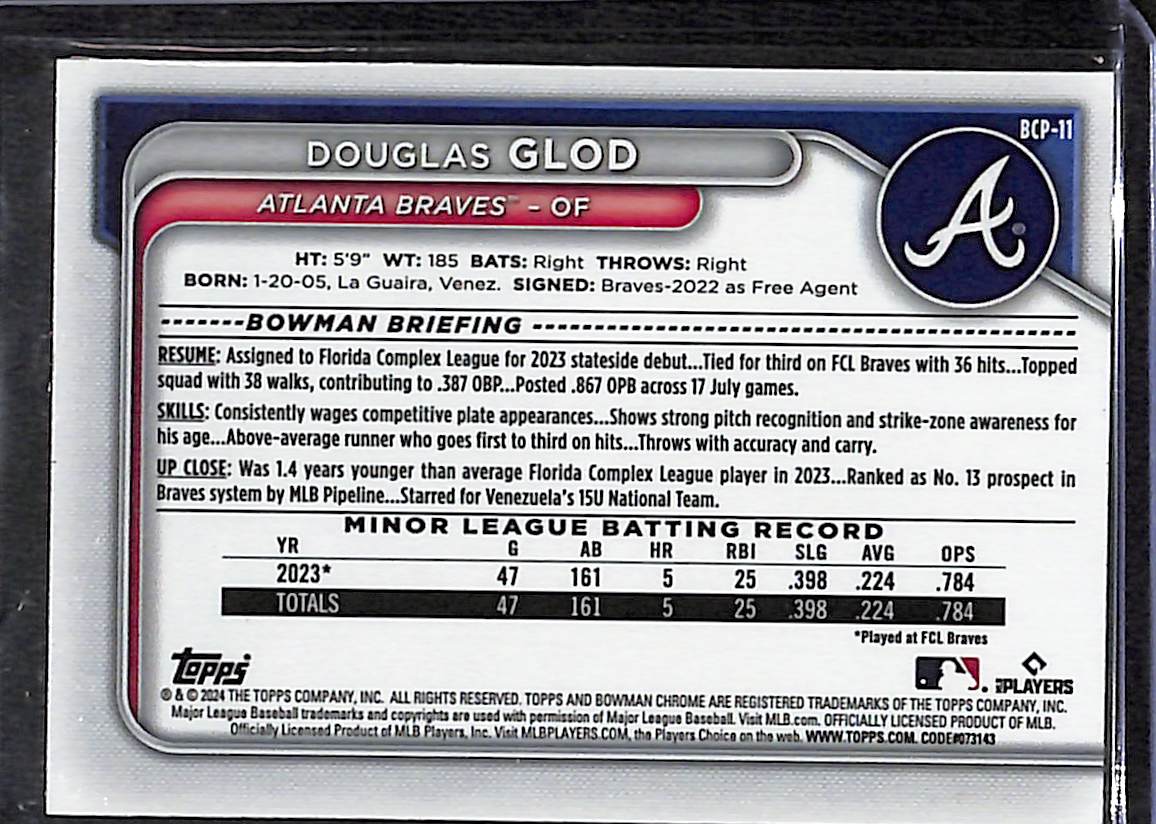 BCP-11
DOUGLAS GLOD
ATLANTA BRAVES™ - OF
A
HT: 5'9" WT: 185 BATS: Right THROWS: Right
BORN: 1-20-05, La Guaira, Venez. SIGNED: Braves-2022 as Free Agent
BOWMAN BRIEFING
RESUME: Assigned to Florida Complex League for 2023 stateside debut...Tied for third on FCL Braves with 36 hits...Topped
squad with 38 walks, contributing to .387 OBP...Posted .867 OPB across 17 July games.
SKILLS: Consistently wages competitive plate appearances...Shows strong pitch recognition and strike-zone awareness for
his age...Above-average runner who goes first to third on hits...Throws with accuracy and carry.
UP CLOSE: Was 1.4 years younger than average Florida Complex League player in 2023...Ranked as No. 13 prospect in
Braves system by MLB Pipeline...Starred for Venezuela's 15U National Team.
MINOR LEAGUE BATTING RECORD
YR G AB HR RBI SLG AVG OPS
2023* 47 161 5 25 .398 .224 .784
TOTALS 47 161 5 25 .398 .224 .784
*Played at FCL Braves
Topps
PLAYERS
® & © 2024 THE TOPPS COMPANY, INC. ALL RIGHTS RESERVED. TOPPS AND BOWMAN CHROME ARE REGISTERED TRADEMARKS OF THE TOPPS COMPANY, INC.
Major League Baseball trademarks and copyrights are used with permission of Major League Baseball. Visit MLB.com. OFFICIALLY LICENSED PRODUCT OF MLB.
Officially Licensed Product of MLB Players, Inc. Visit MLBPLAYERS.COM, the Players Choice on the web. WWW.TOPPS.COM. CODE#073143